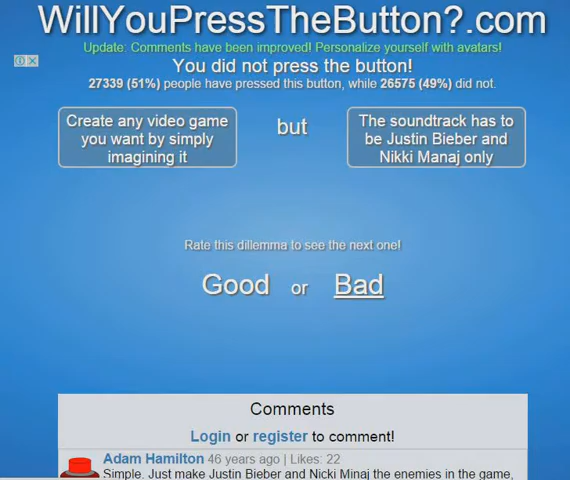 WillYouPressTheButton?.com
Update: Comments have been improved! Personalize yourself with avatars!
You did not press the button!
27339 (51%) people have pressed this button, while 26575 (49%) did not.
Create any video game
you want by simply
imagining it
but
The soundtrack has to
be Justin Bieber and
Nikki Manaj only
Rate this dillemma to see the next one!
Good or Bad
Comments
Login or register to comment!
Adam Hamilton 46 years ago | Likes: 22
Simple. Just make Justin Bieber and Nicki Minaj the enemies in the game,